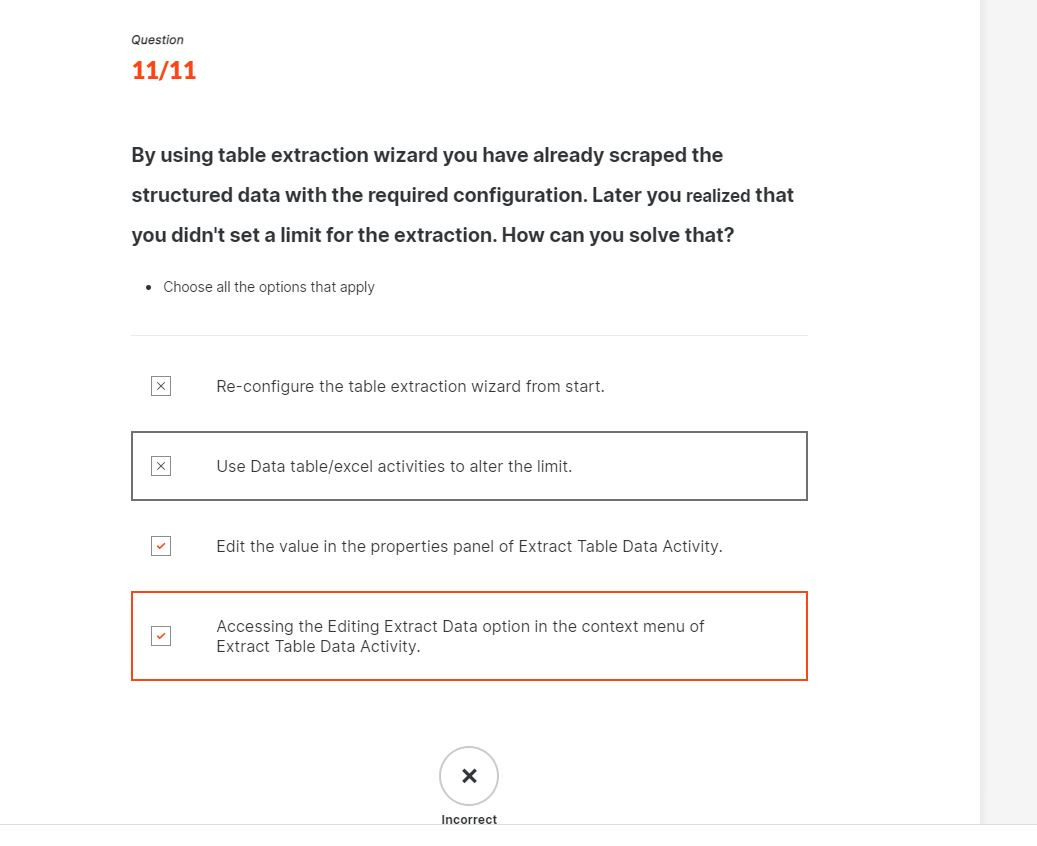 Question
11/11
By using table extraction wizard you have already scraped the
structured data with the required configuration. Later you realized that
you didn't set a limit for the extraction. How can you solve that?
Choose all the options that apply
Re-configure the table extraction wizard from start.
Use Data table/excel activities to alter the limit.
Edit the value in the properties panel of Extract Table Data Activity.
Accessing the Editing Extract Data option in the context menu of
Extract Table Data Activity.
Incorrect